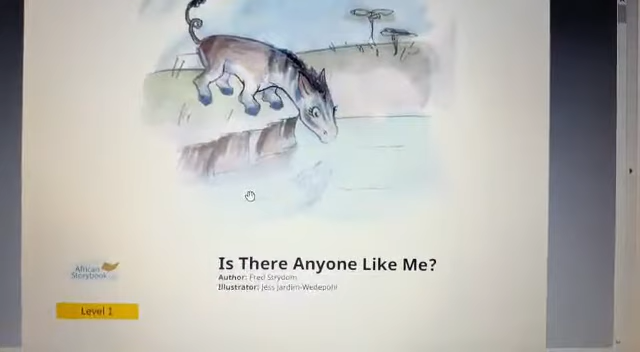 Is There Anyone Like Me?
Author: Fred Strydom
Illustrator: Jess Jardim-Wedepohl
African
Storybook
Level 1